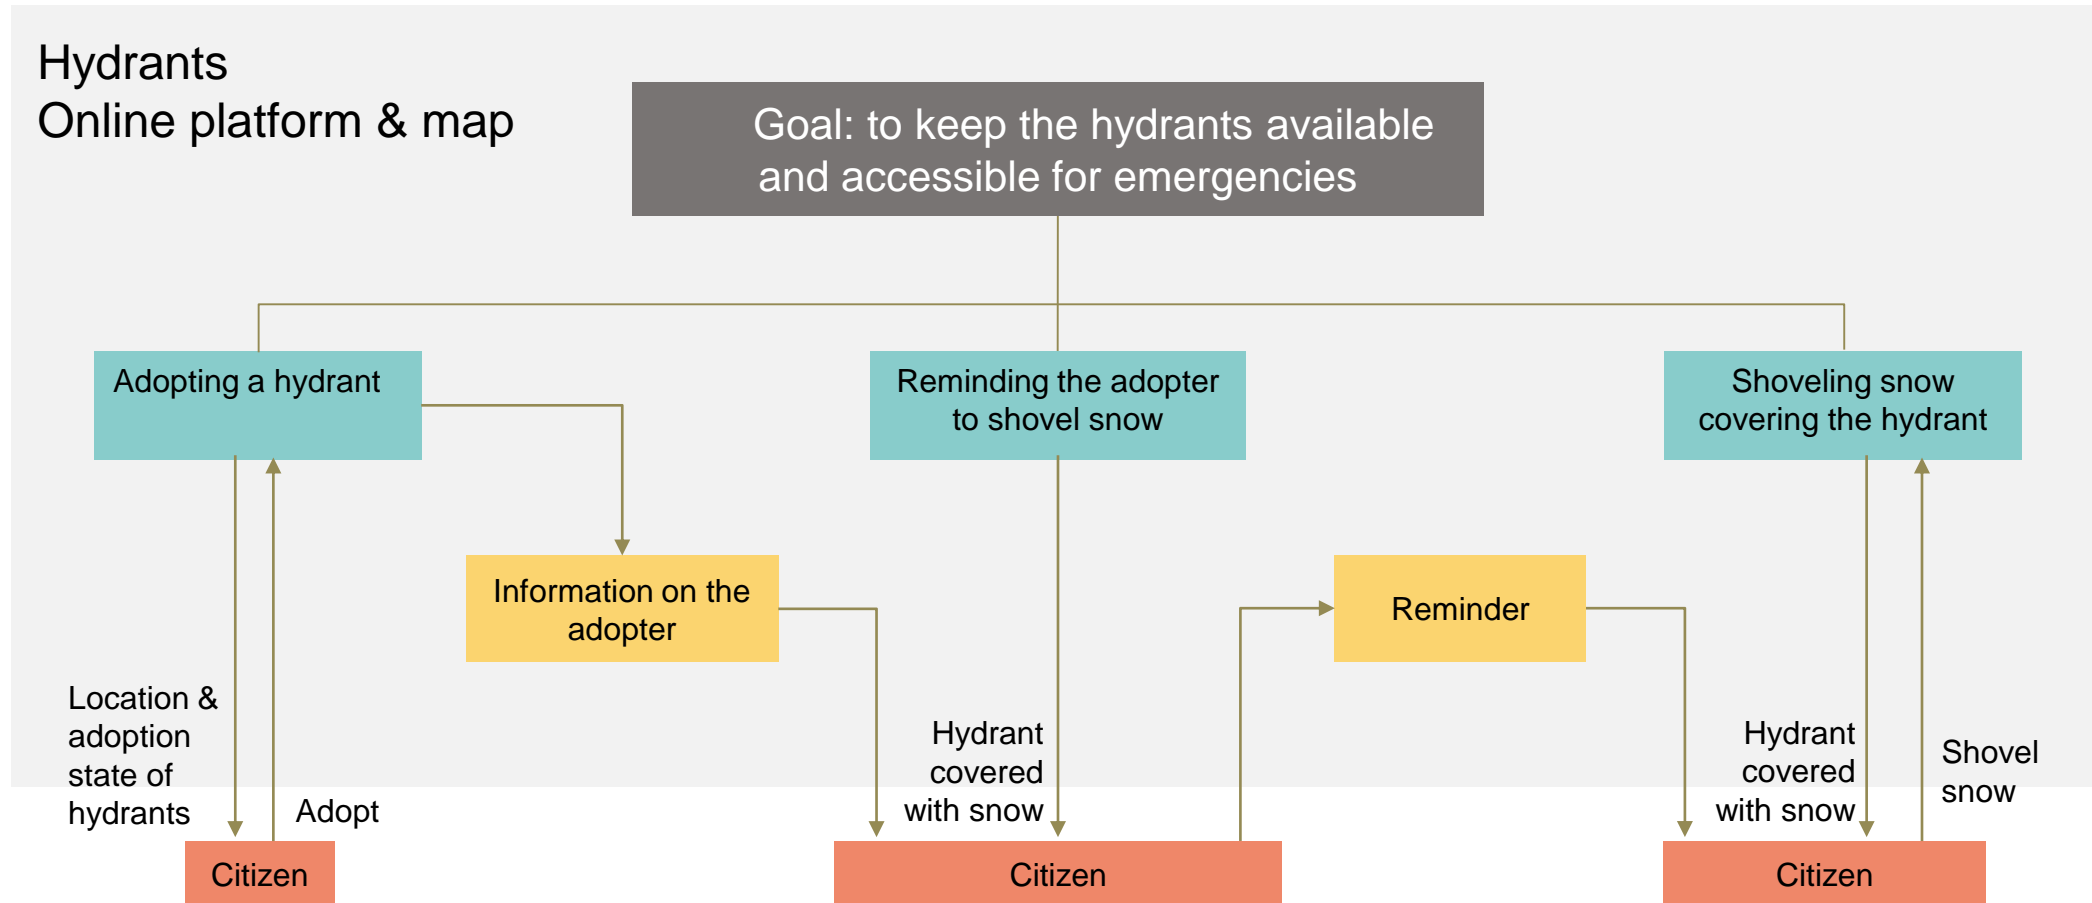 Hydrants
Online platform & map
Goal: to keep the hydrants available
and accessible for emergencies
Adopting a hydrant
Reminding the adopter
to shovel snow
Shoveling snow
covering the hydrant
Information on the
adopter
Reminder
Location &
adoption
state of
hydrants
Adopt
Hydrant
covered
with snow
Hydrant
covered
with snow
Shovel
snow
Citizen
Citizen
Citizen